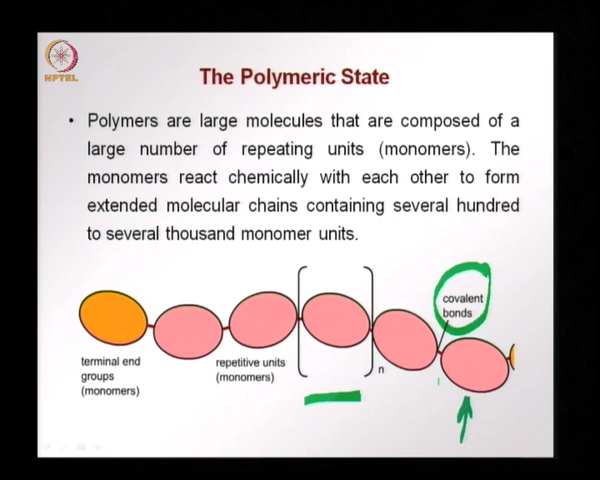 NPTEL
The Polymeric State
• Polymers are large molecules that are composed of a
large number of repeating units (monomers). The
monomers react chemically with each other to form
extended molecular chains containing several hundred
to several thousand monomer units.
covalent
bonds
terminal end
groups
(monomers)
repetitive units
(monomers)
n